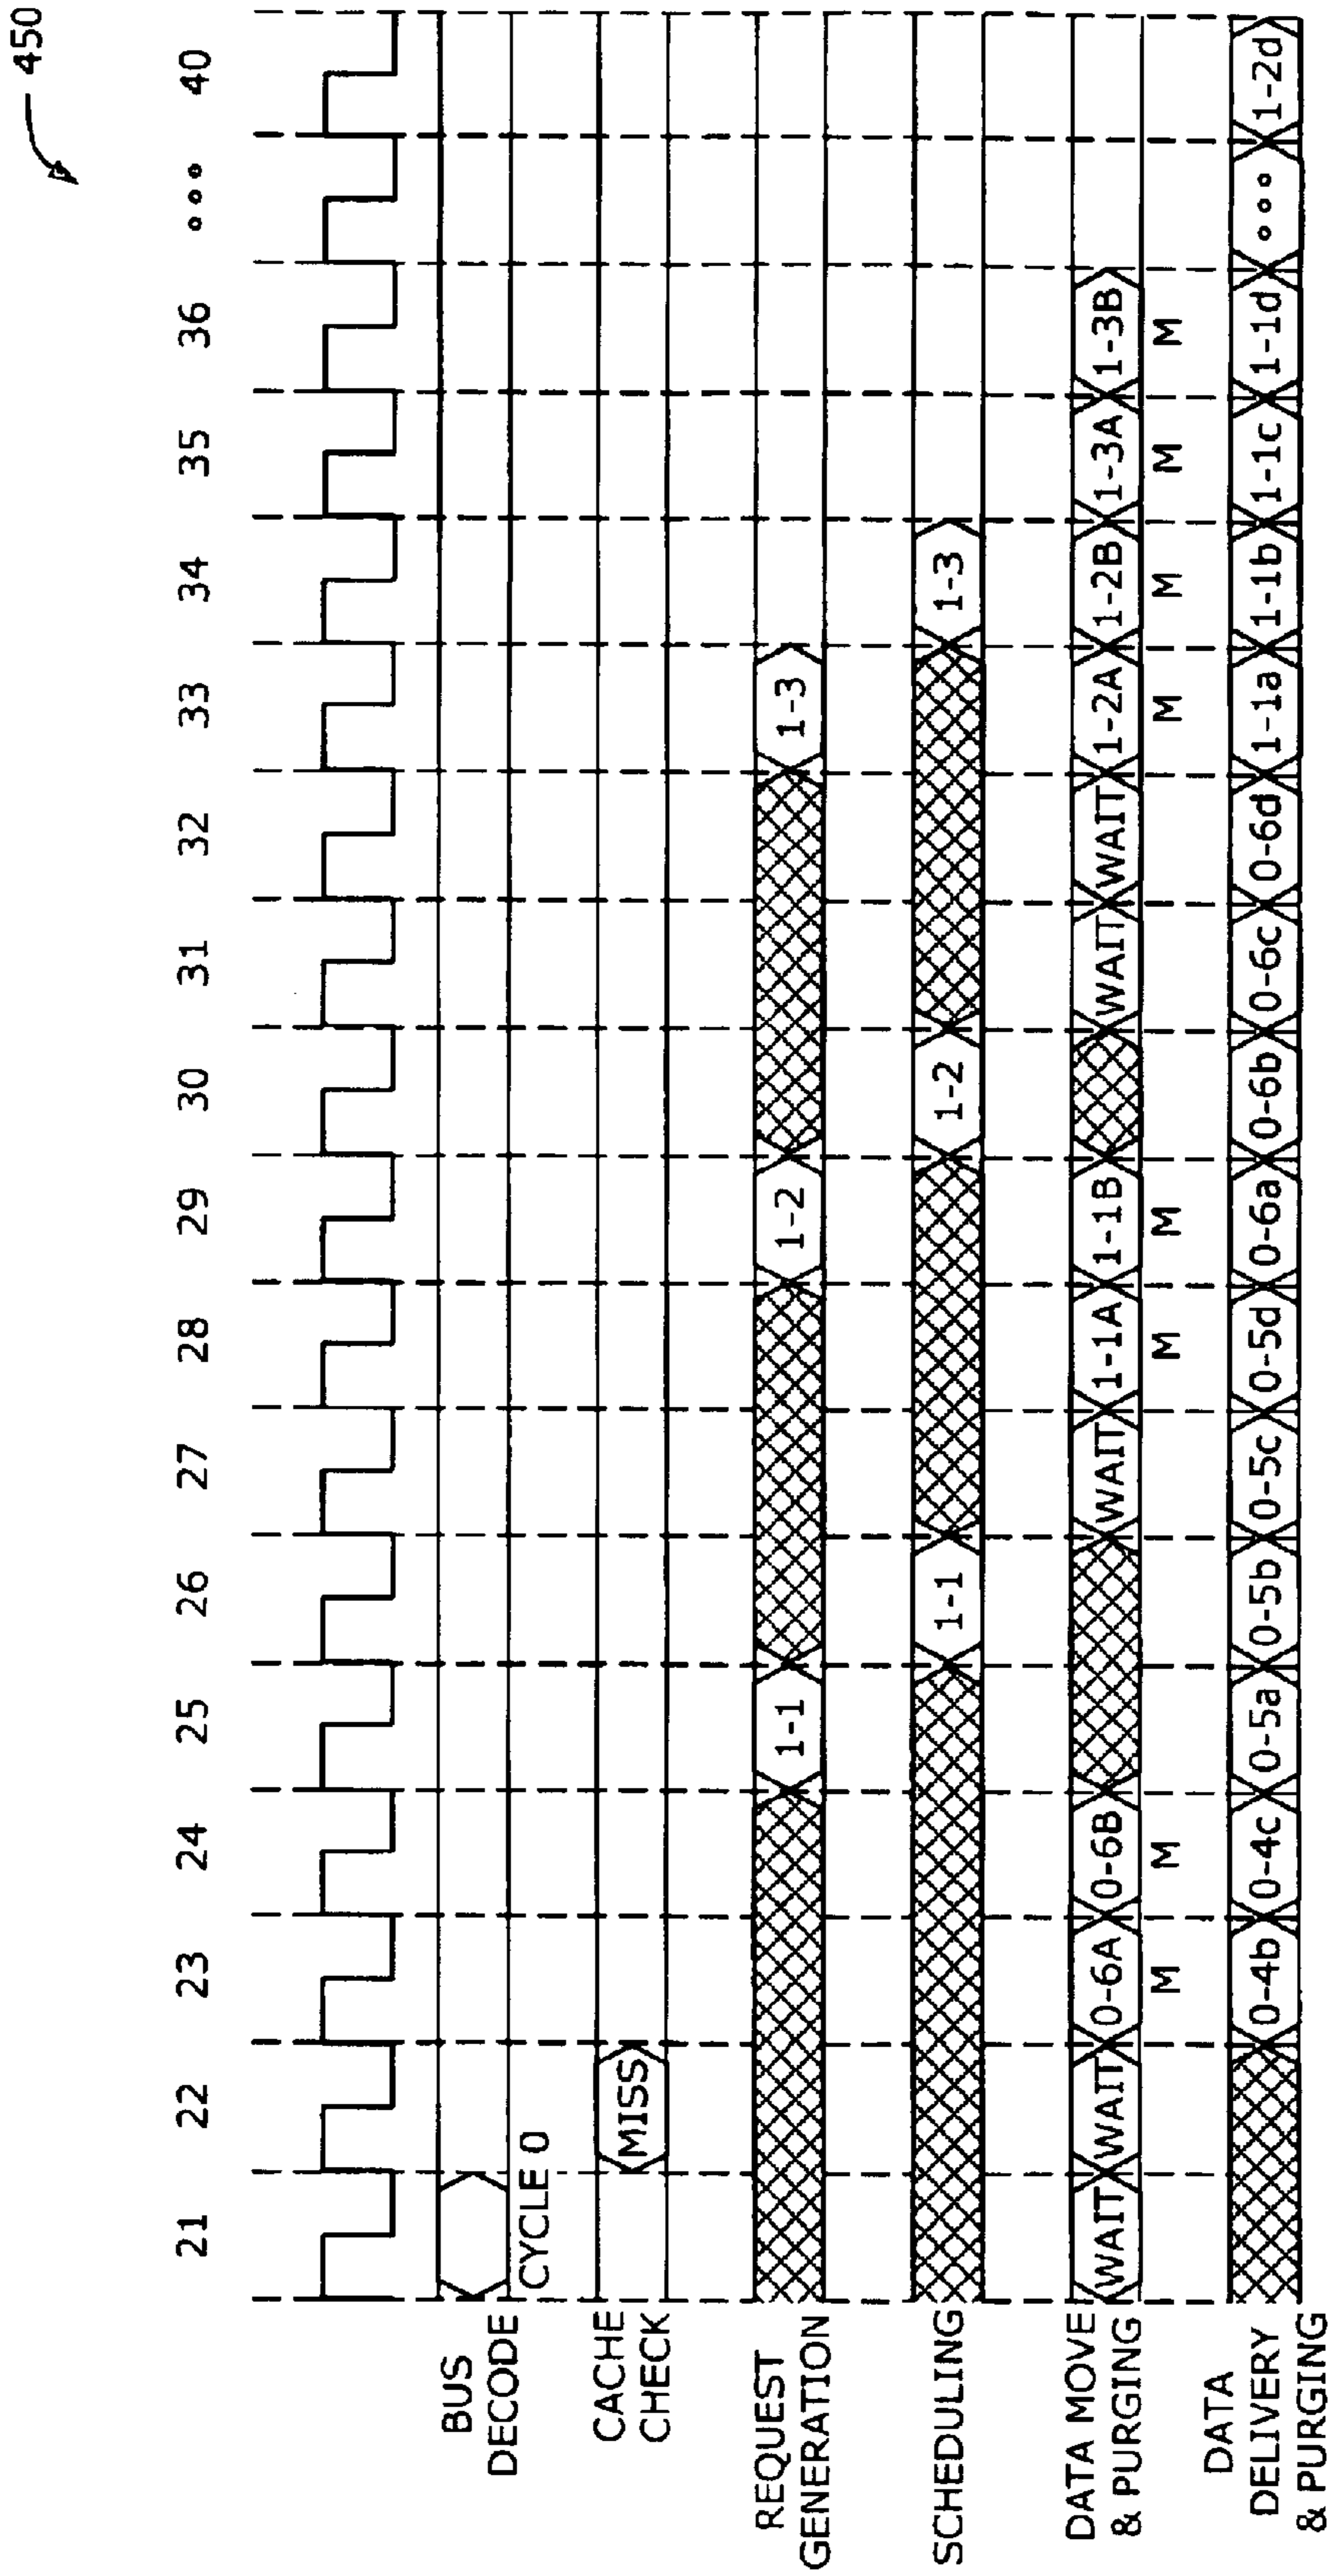 450
21 22 23 24 25 26 27 28 29 30 31 32 33 34 35 36 ••• 40
BUS
DECODE
CYCLE 0
CACHE
CHECK
MISS
REQUEST
GENERATION
1-1 1-2 1-3
SCHEDULING
1-1 1-2 1-3
DATA MOVE
& PURGING
WAIT WAIT 0-6A 0-6B WAIT 1-1A 1-1B WAIT WAIT 1-2A 1-2B 1-3A 1-3B
M M M M M M M M
DATA
DELIVERY
& PURGING
0-4b 0-4c 0-5a 0-5b 0-5c 0-5d 0-6a 0-6b 0-6c 0-6d 1-1a 1-1b 1-1c 1-1d ••• 1-2d